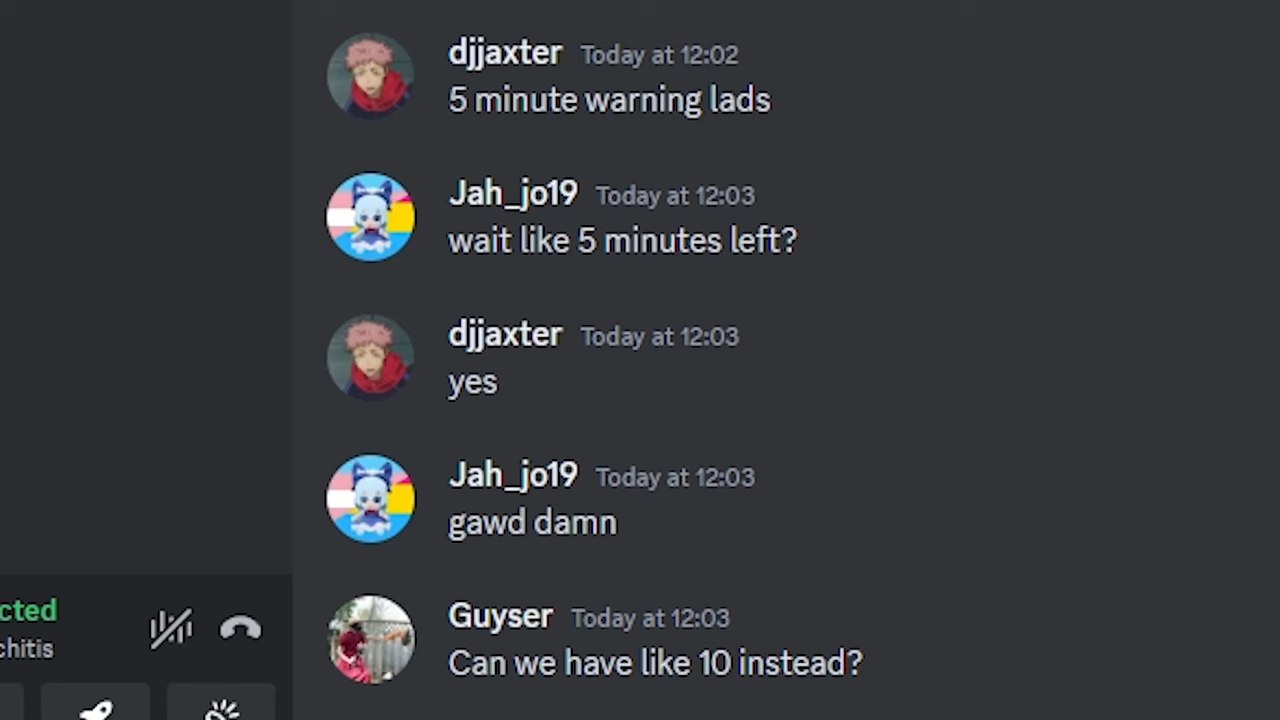 djjaxter Today at 12:02
5 minute warning lads
Jah_jo19 Today at 12:03
wait like 5 minutes left?
djjaxter Today at 12:03
yes
Jah_jo19 Today at 12:03
gawd damn
cted
chitis
Guyser Today at 12:03
Can we have like 10 instead?